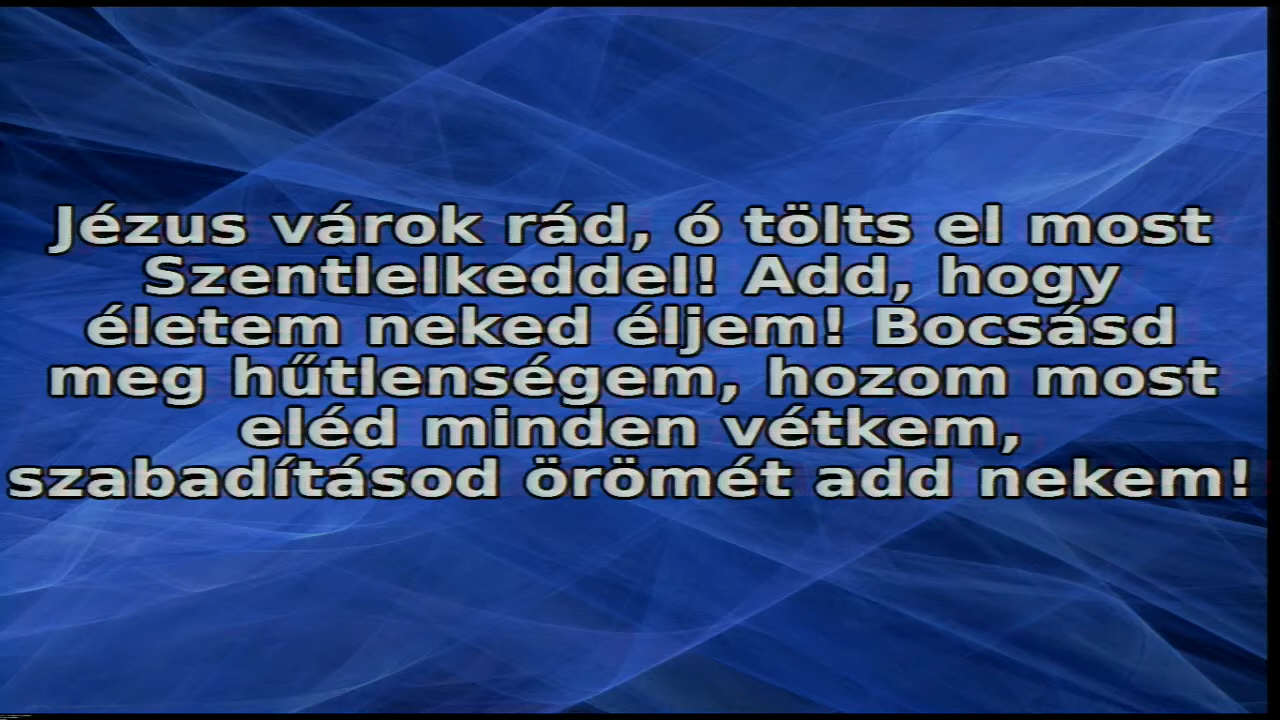 Jézus várok rád, ó tölts el most
Szentlelkeddel! Add, hogy
életem neked éljem! Bocsásd
meg hűtlenségem, hozom most
eléd minden vétkem,
szabadításod örömét add nekem!